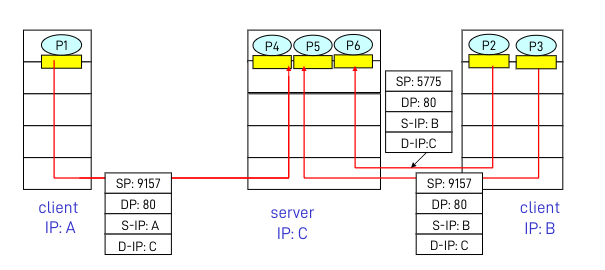 P1
P4
P5
P6
P2
P3
SP: 5775
DP: 80
S-IP: B
D-IP:C
SP: 9157
DP: 80
S-IP: A
D-IP: C
SP: 9157
DP: 80
S-IP: B
D-IP: C
client
IP: A
server
IP: C
client
IP: B